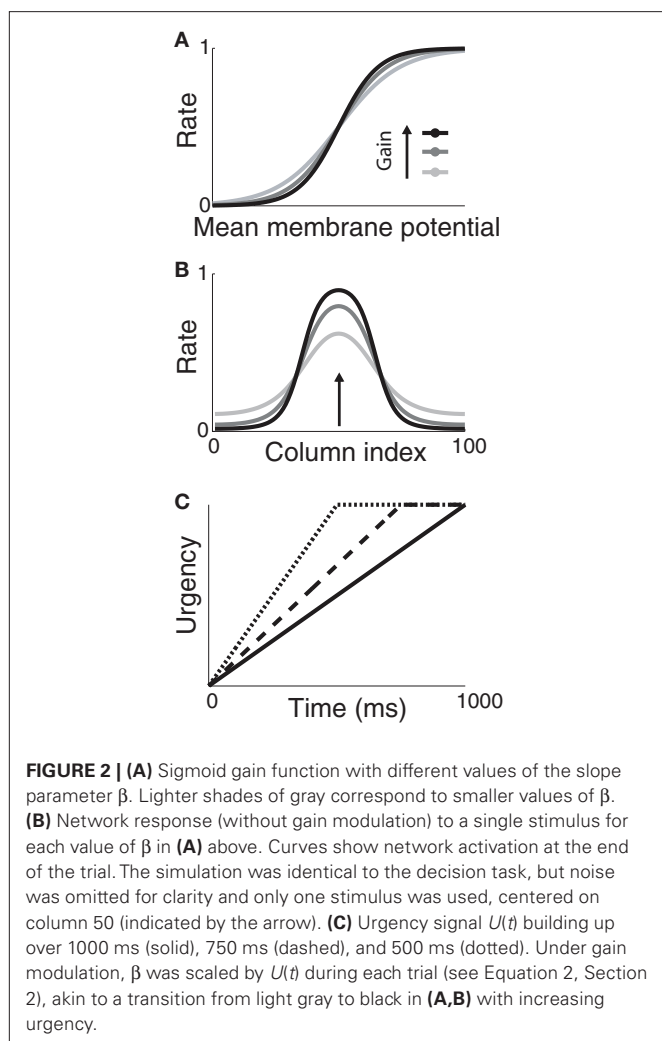 A
1
Rate
Gain
0
Mean membrane potential
B
1
Rate
0
0
100
Column index
C
Urgency
0
1000
Time (ms)
FIGURE 2 | (A) Sigmoid gain function with different values of the slope
parameter β. Lighter shades of gray correspond to smaller values of β.
(B) Network response (without gain modulation) to a single stimulus for
each value of β in (A) above. Curves show network activation at the end
of the trial. The simulation was identical to the decision task, but noise
was omitted for clarity and only one stimulus was used, centered on
column 50 (indicated by the arrow). (C) Urgency signal U(t) building up
over 1000 ms (solid), 750 ms (dashed), and 500 ms (dotted). Under gain
modulation, β was scaled by U(t) during each trial (see Equation 2, Section
2), akin to a transition from light gray to black in (A,B) with increasing
urgency.